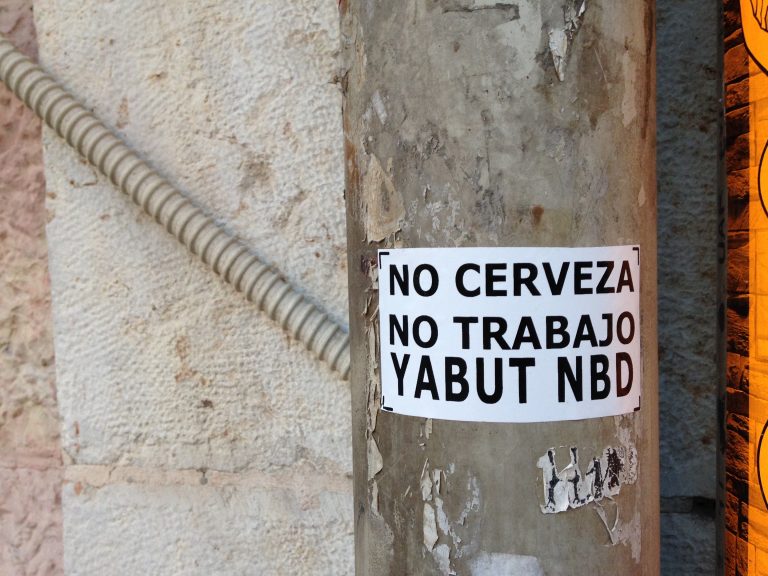 NO CERVEZA
NO TRABAJO
YABUT NBD